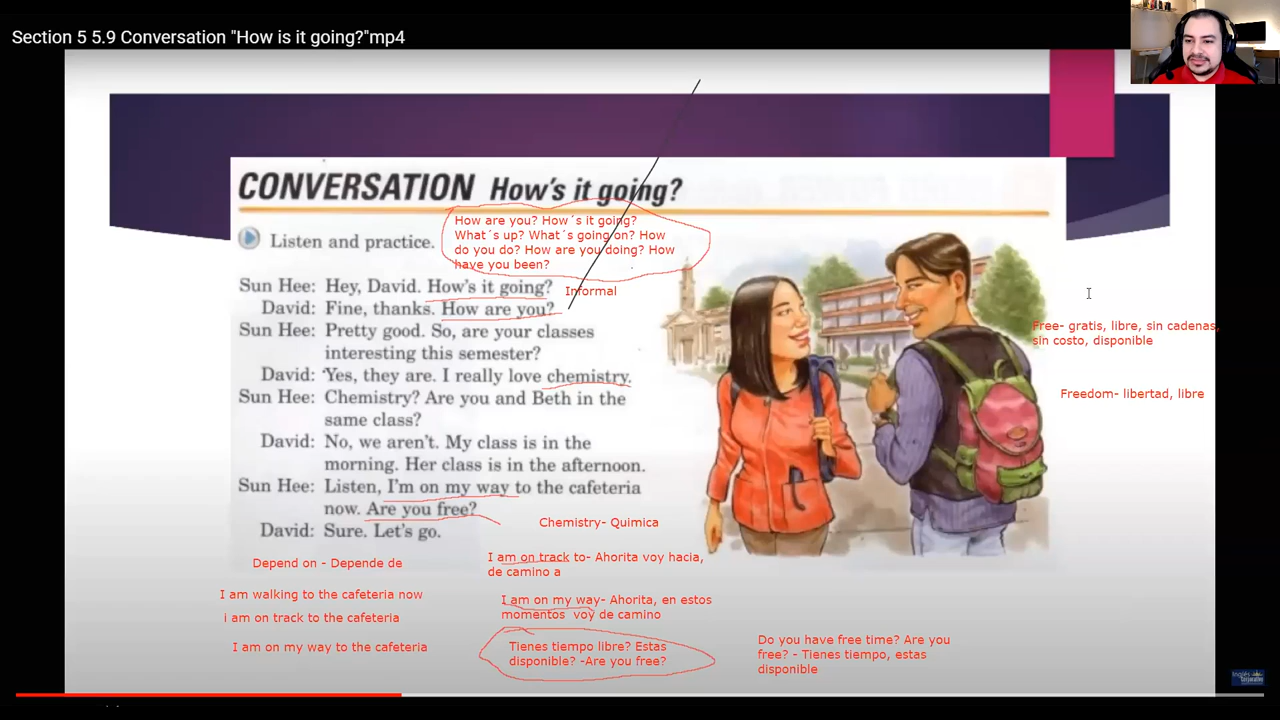 Section 5 5.9 Conversation "How is it going?"mp4
CONVERSATION How's it going?
Listen and practice.
How are you? How´s it going?
What´s up? What´s going on? How
do you do? How are you doing? How
have you been?
Sun Hee: Hey, David. How's it going?
Informal
David: Fine, thanks. How are you?
Sun Hee: Pretty good. So, are your classes
interesting this semester?
David: Yes, they are. I really love chemistry.
Sun Hee: Chemistry? Are you and Beth in the
same class?
David: No, we aren't. My class is in the
morning. Her class is in the afternoon.
Sun Hee: Listen, I'm on my way to the cafeteria
now. Are you free?
David: Sure. Let's go.
Free- gratis, libre, sin cadenas,
sin costo, disponible
Freedom- libertad, libre
Chemistry- Quimica
Depend on - Depende de
I am on track to- Ahorita voy hacia,
de camino a
I am walking to the cafeteria now
I am on my way- Ahorita, en estos
momentos voy de camino
i am on track to the cafeteria
I am on my way to the cafeteria
Tienes tiempo libre? Estas
disponible? -Are you free?
Do you have free time? Are you
free? - Tienes tiempo, estas
disponible